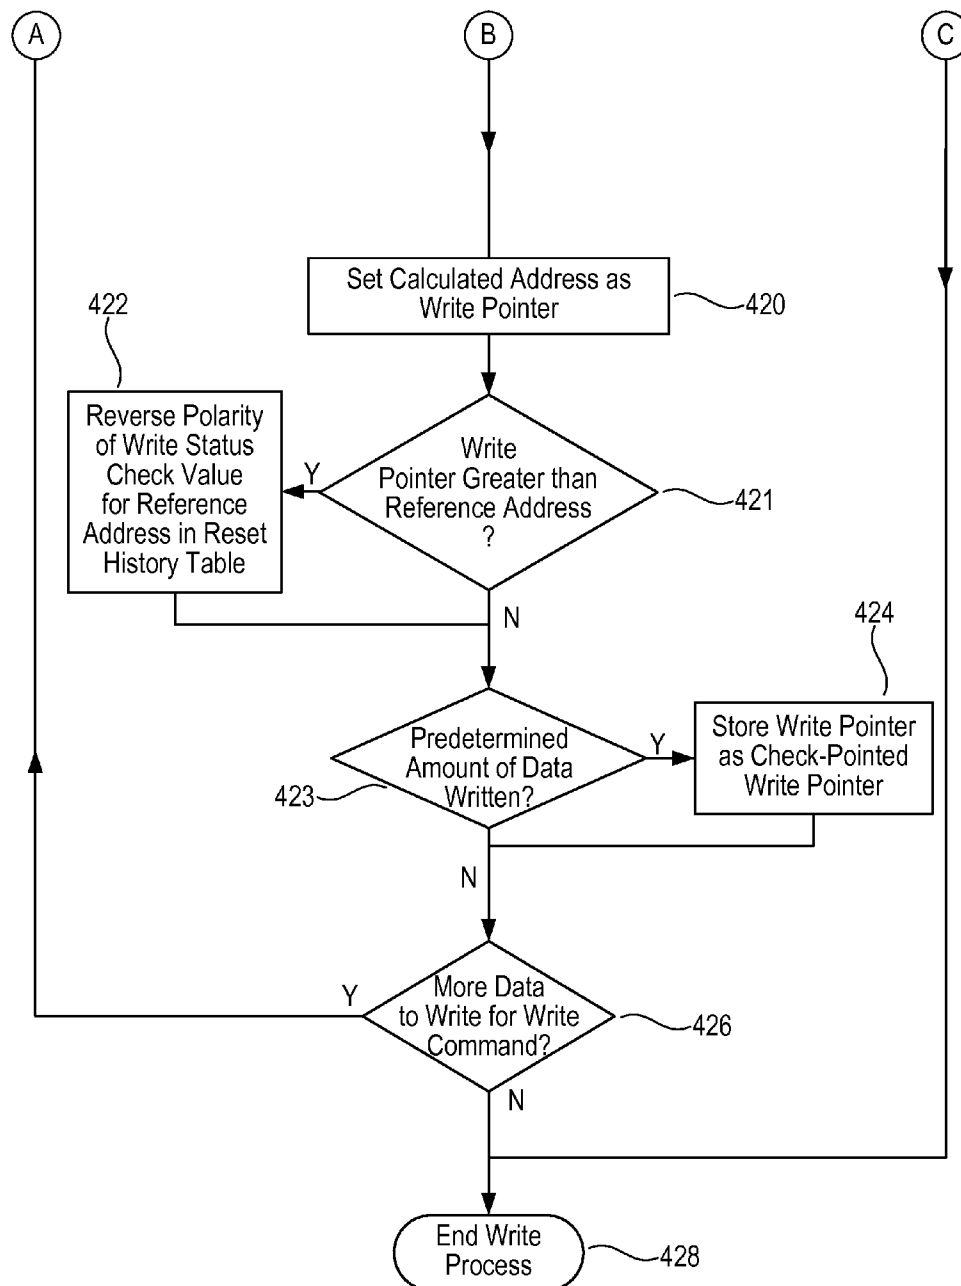 A
B
C
Set Calculated Address as
Write Pointer
420
422
Reverse Polarity
of Write Status
Check Value
for Reference
Address in Reset
History Table
Y
Write
Pointer Greater than
Reference Address
?
421
N
424
Predetermined
Amount of Data
Written?
423
Y
Store Write Pointer
as Check-Pointed
Write Pointer
N
Y
More Data
to Write for Write
Command?
426
N
End Write
Process
428